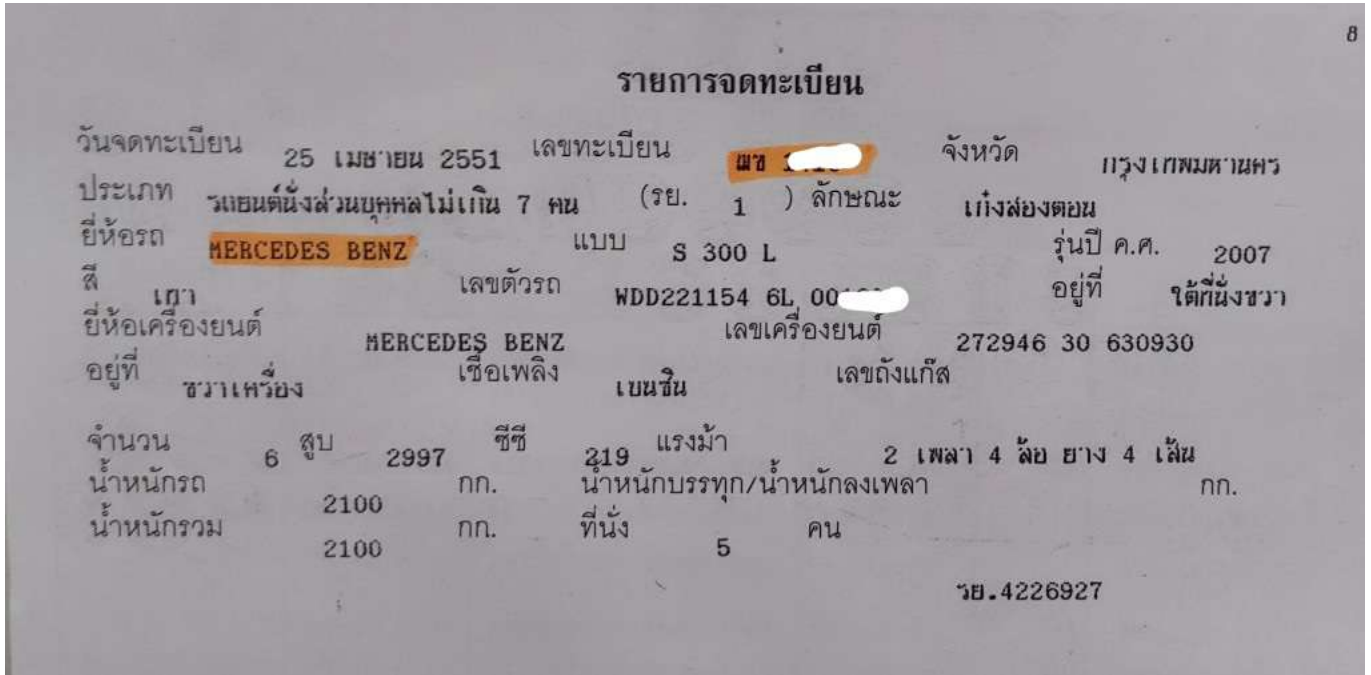 8
รายการจดทะเบียน
วันจดทะเบียน 25 เมษายน 2551 เลขทะเบียน จังหวัด กรุงเทพมหานคร
ประเภท รถยนต์นั่งส่วนบุคคลไม่เกิน 7 คน (รย. 1 ) ลักษณะ เก๋งสองตอน
ยี่ห้อรถ MERCEDES BENZ แบบ S 300 L รุ่นปี ค.ศ. 2007
สี เทา เลขตัวรถ WDD221154 6L 00 อยู่ที่ ใต้ที่นั่งขวา
ยี่ห้อเครื่องยนต์ MERCEDES BENZ เลขเครื่องยนต์ 272946 30 630930
อยู่ที่ ขวาเครื่อง เชื้อเพลิง เบนซิน เลขถังแก๊ส
จำนวน 6 สูบ 2997 ซีซี 219 แรงม้า 2 เพลา 4 ล้อ ยาง 4 เส้น
น้ำหนักรถ 2100 กก. น้ำหนักบรรทุก/น้ำหนักลงเพลา กก.
น้ำหนักรวม 2100 กก. ที่นั่ง 5 คน
รย.4226927